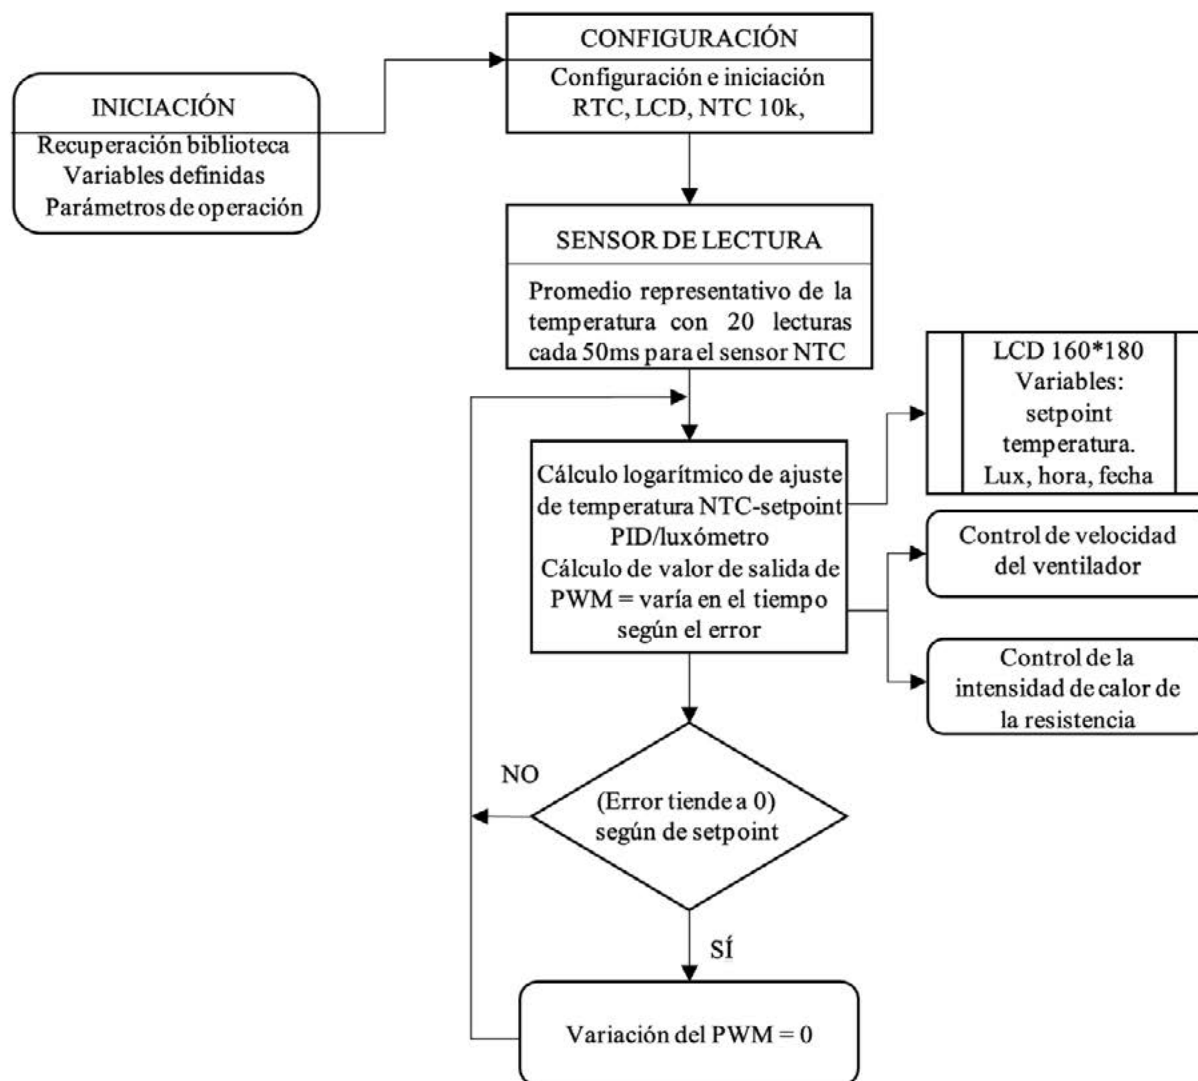 INICIACIÓN
Recuperación biblioteca
Variables definidas
Parámetros de operación
CONFIGURACIÓN
Configuración e iniciación
RTC, LCD, NTC 10k,
SENSOR DE LECTURA
Promedio representativo de la
temperatura con 20 lecturas
cada 50ms para el sensor NTC
Cálculo logarítmico de ajuste
de temperatura NTC-setpoint
PID/luxómetro
Cálculo de valor de salida de
PWM = varía en el tiempo
según el error
LCD 160*180
Variables:
setpoint
temperatura.
Lux, hora, fecha
Control de velocidad
del ventilador
Control de la
intensidad de calor de
la resistencia
(Error tiende a 0)
según de setpoint
NO
SÍ
Variación del PWM = 0